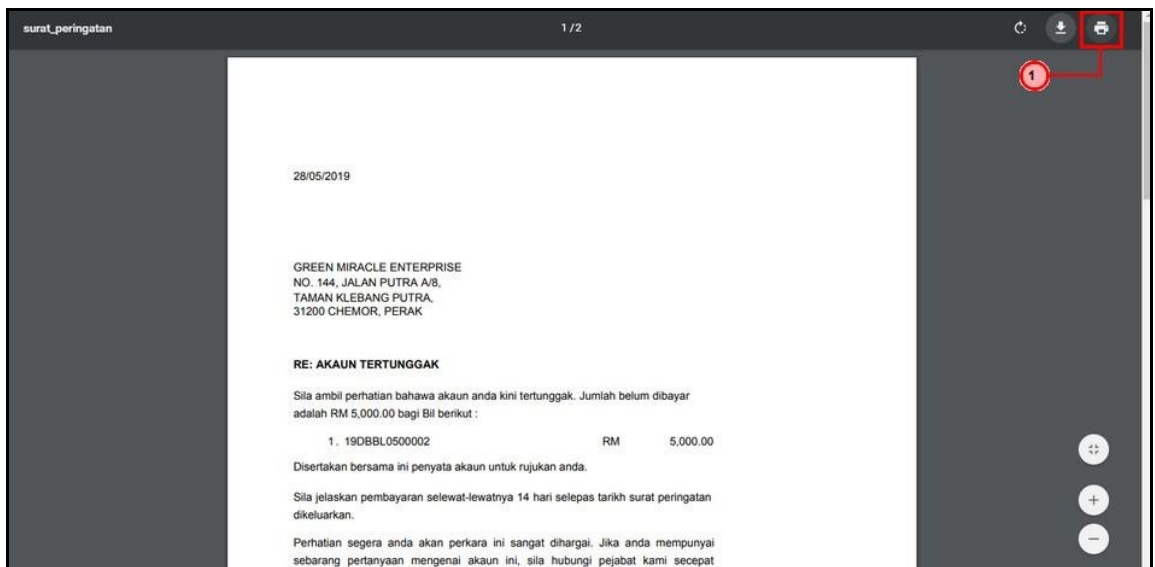 surat_peringatan
1 / 2
1
28/05/2019
GREEN MIRACLE ENTERPRISE
NO. 144, JALAN PUTRA A/8,
TAMAN KLEBANG PUTRA,
31200 CHEMOR, PERAK
RE: AKAUN TERTUNGGAK
Sila ambil perhatian bahawa akaun anda kini tertunggak. Jumlah belum dibayar
adalah RM 5,000.00 bagi Bil berikut :
1. 19DBBL0500002 RM 5,000.00
Disertakan bersama ini penyata akaun untuk rujukan anda.
Sila jelaskan pembayaran selewat-lewatnya 14 hari selepas tarikh surat peringatan
dikeluarkan.
Perhatian segera anda akan perkara ini sangat dihargai. Jika anda mempunyai
sebarang pertanyaan mengenai akaun ini, sila hubungi pejabat kami secepat